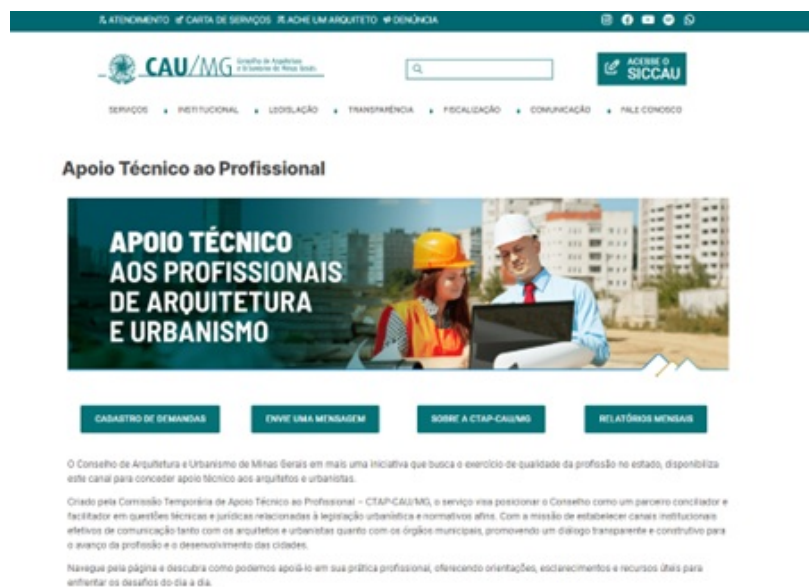 ATENDIMENTO CARTA DE SERVIÇOS ACHE UM ARQUITETO DENÚNCIA
CAU/MG Conselho de Arquitetura e Urbanismo de Minas Gerais
ACESSE O
SICCAU
SERVIÇOS INSTITUCIONAL LEGISLAÇÃO TRANSPARÊNCIA FISCALIZAÇÃO COMUNICAÇÃO FALE CONOSCO
Apoio Técnico ao Profissional
APOIO TÉCNICO
AOS PROFISSIONAIS
DE ARQUITETURA
E URBANISMO
CADASTRO DE DEMANDAS ENVIE UMA MENSAGEM SOBRE A CTAP-CAU/MG RELATÓRIOS MENSAIS
O Conselho de Arquitetura e Urbanismo de Minas Gerais em mais uma iniciativa que busca o exercício de qualidade da profissão no estado, disponibiliza
este canal para conceder apoio técnico aos arquitetos e urbanistas.
Criado pela Comissão Temporária de Apoio Técnico ao Profissional – CTAP-CAU/MG, o serviço visa posicionar o Conselho como um parceiro conciliador e
facilitador em questões técnicas e jurídicas relacionadas à legislação urbanística e normativos afins. Com a missão de estabelecer canais institucionais
efetivos de comunicação tanto com os arquitetos e urbanistas quanto com os órgãos municipais, promovendo um diálogo transparente e construtivo para
o avanço da profissão e o desenvolvimento das cidades.
Navegue pela página e descubra como podemos apoiá-lo em sua prática profissional, oferecendo orientações, esclarecimentos e recursos úteis para
enfrentar os desafios do dia a dia.